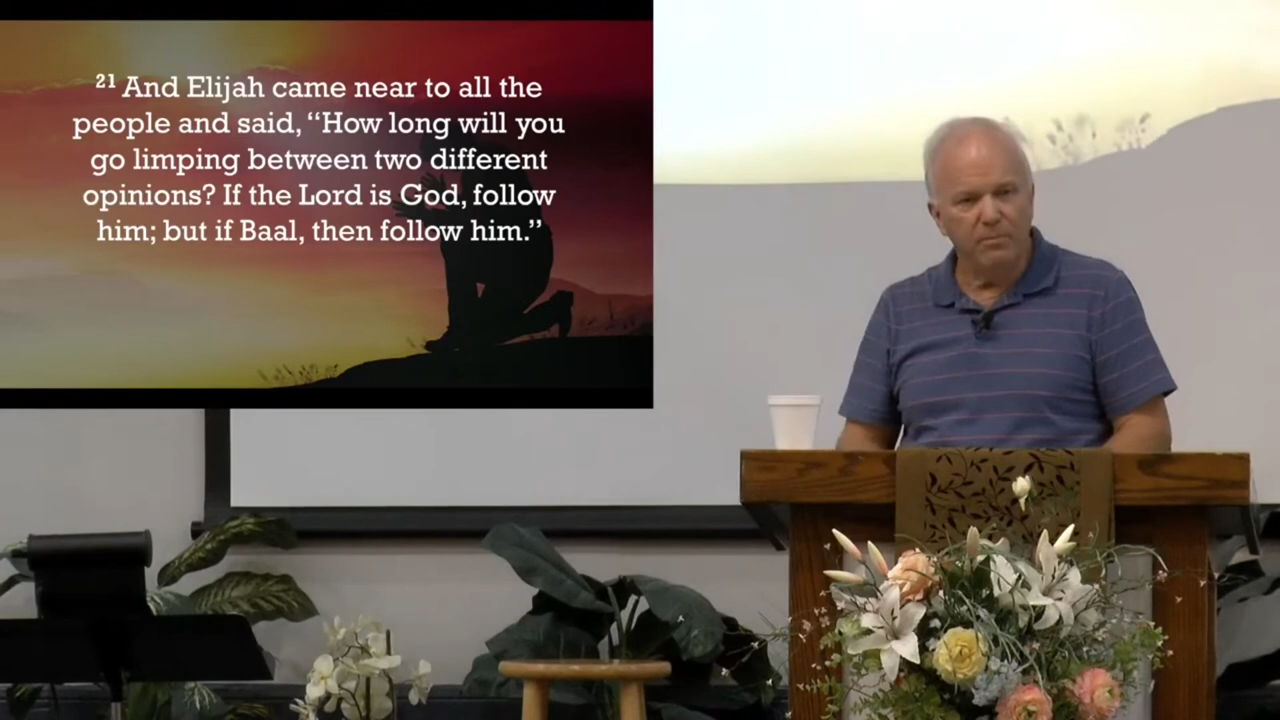 21 And Elijah came near to all the
people and said, “How long will you
go limping between two different
opinions? If the Lord is God, follow
him; but if Baal, then follow him.”